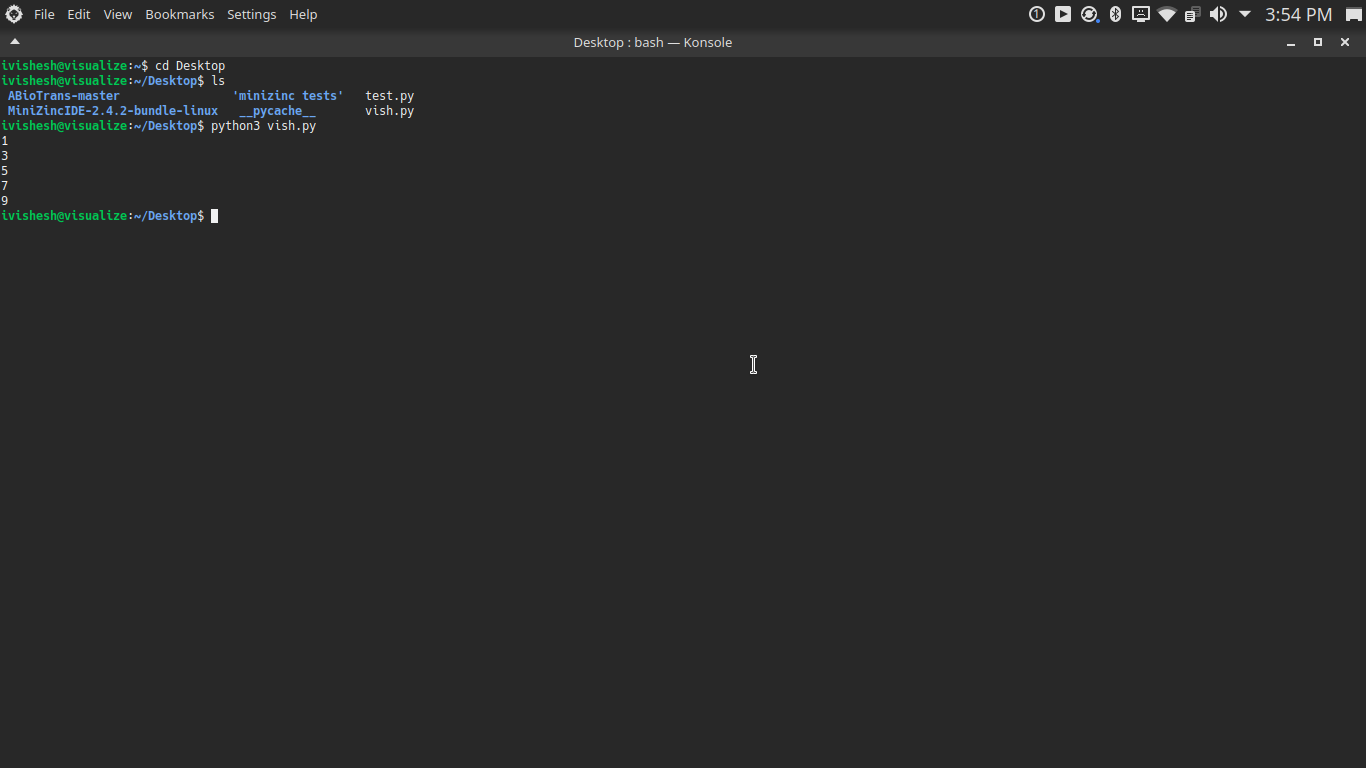 File Edit View Bookmarks Settings Help 1 3:54 PM
Desktop : bash — Konsole
ivishesh@visualize:~$ cd Desktop
ivishesh@visualize:~/Desktop$ ls
ABioTrans-master 'minizinc tests' test.py
MiniZincIDE-2.4.2-bundle-linux __pycache__ vish.py
ivishesh@visualize:~/Desktop$ python3 vish.py
1
3
5
7
9
ivishesh@visualize:~/Desktop$